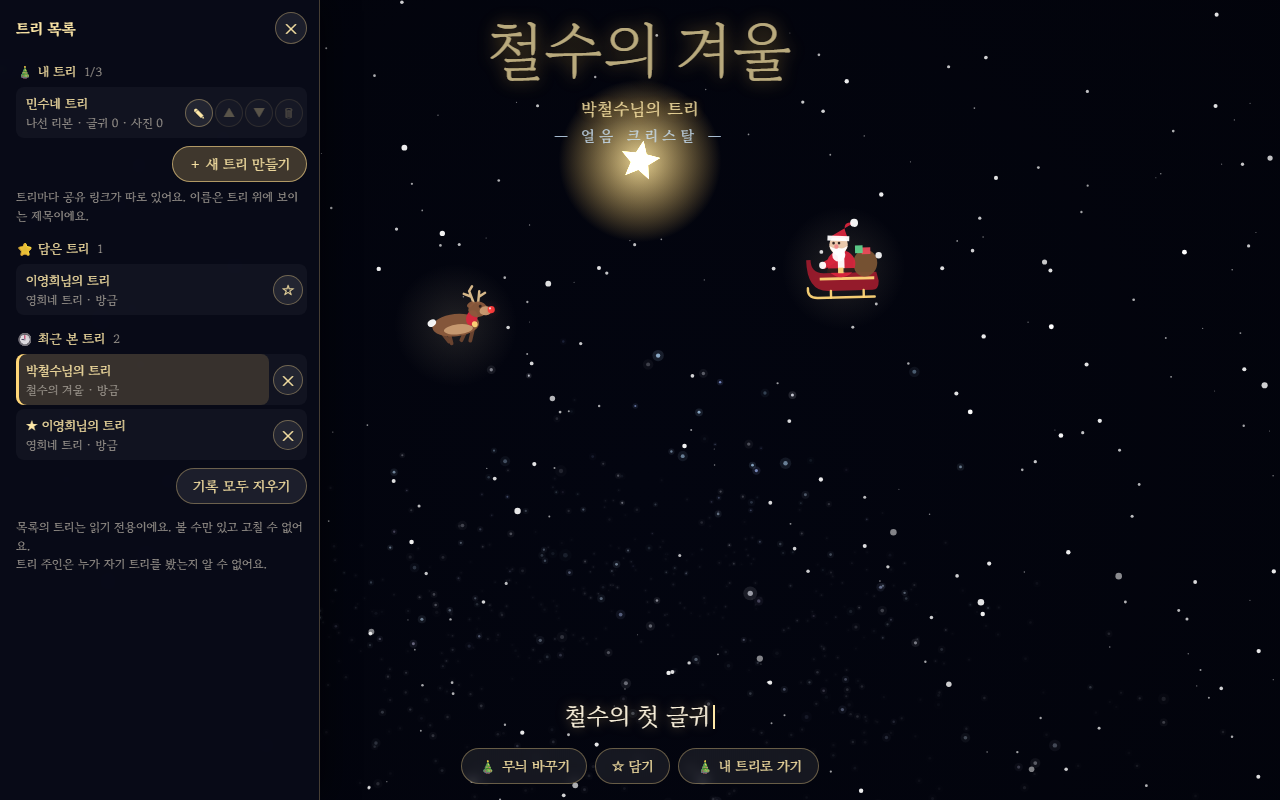 트리 목록
내 트리 1/3
민수네 트리
나선 리본 · 글귀 0 · 사진 0
+ 새 트리 만들기
트리마다 공유 링크가 따로 있어요. 이름은 트리 위에 보이
는 제목이에요.
담은 트리 1
이영희님의 트리
영희네 트리 · 방금
최근 본 트리 2
박철수님의 트리
철수의 겨울 · 방금
★ 이영희님의 트리
영희네 트리 · 방금
기록 모두 지우기
목록의 트리는 읽기 전용이에요. 볼 수만 있고 고칠 수 없어
요.
트리 주인은 누가 자기 트리를 봤는지 알 수 없어요.
철수의 겨울
박철수님의 트리
— 얼음 크리스탈 —
철수의 첫 글귀
무늬 바꾸기
☆ 담기
내 트리로 가기